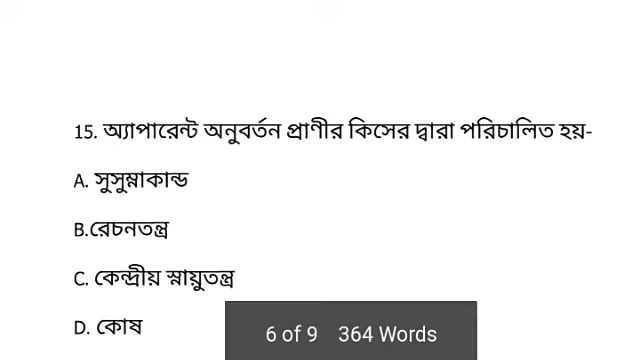 15. অ্যাপারেন্ট অনুবর্তন প্রাণীর কিসের দ্বারা পরিচালিত হয়-
A. সুসুম্নাকান্ড
B.রেচনতন্ত্র
C. কেন্দ্রীয় স্নায়ুতন্ত্র
D. কোষ
6 of 9 364 Words